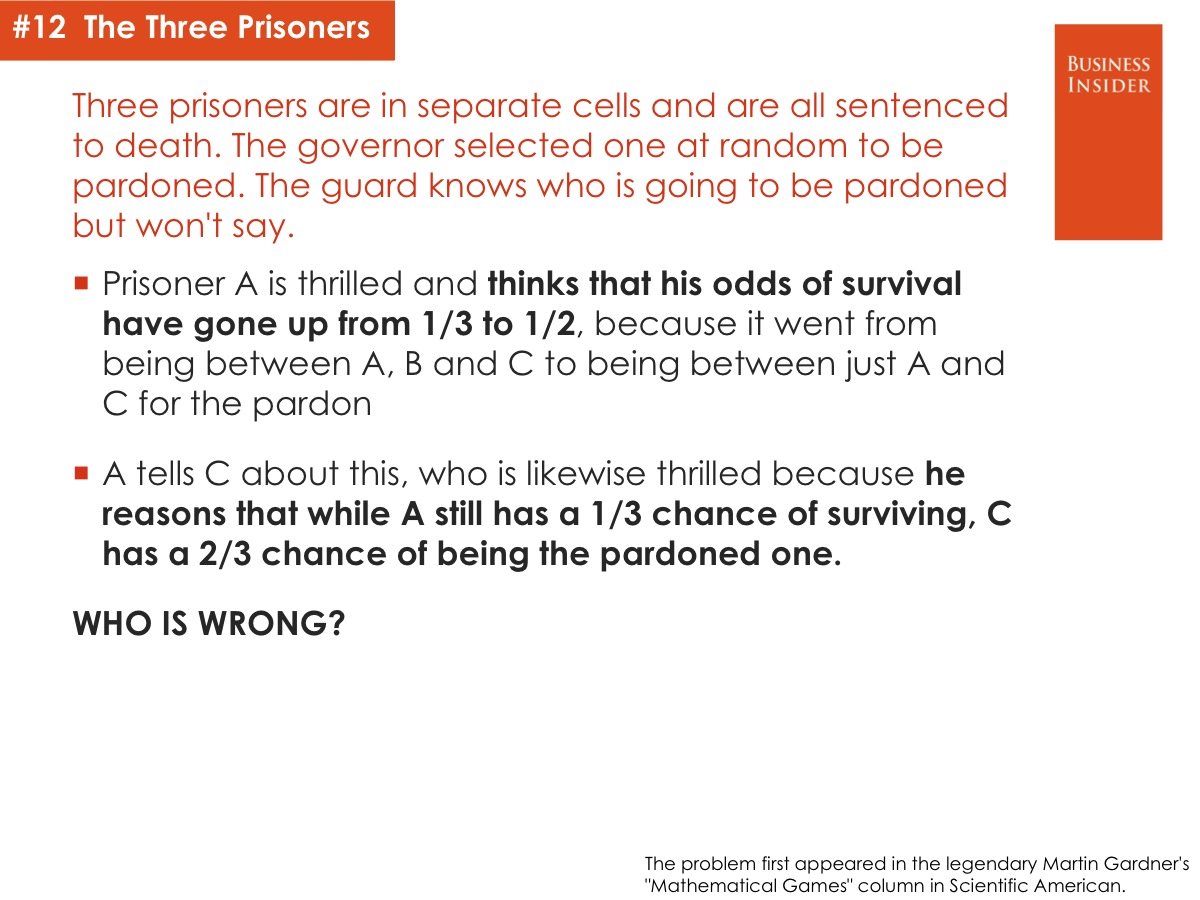 #12 The Three Prisoners
BUSINESS
INSIDER
Three prisoners are in separate cells and are all sentenced
to death. The governor selected one at random to be
pardoned. The guard knows who is going to be pardoned
but won't say.
▪ Prisoner A is thrilled and thinks that his odds of survival
have gone up from 1/3 to 1/2, because it went from
being between A, B and C to being between just A and
C for the pardon
▪ A tells C about this, who is likewise thrilled because he
reasons that while A still has a 1/3 chance of surviving, C
has a 2/3 chance of being the pardoned one.
WHO IS WRONG?
The problem first appeared in the legendary Martin Gardner's
"Mathematical Games" column in Scientific American.